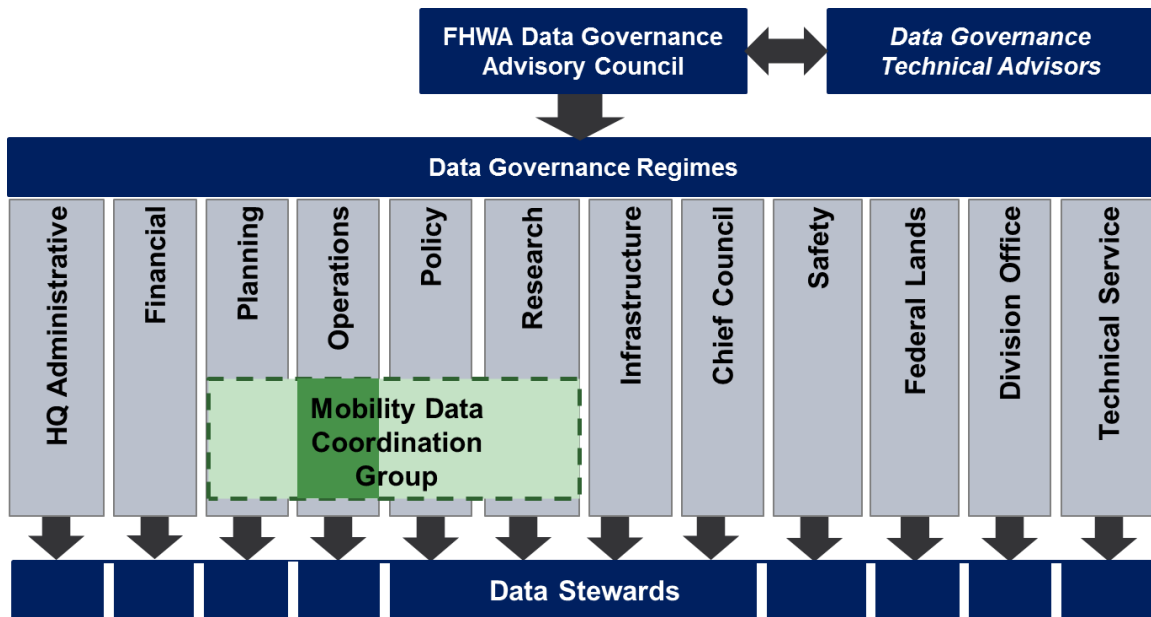 FHWA Data Governance
Advisory Council
Data Governance
Technical Advisors
Data Governance Regimes
HQ Administrative
Financial
Planning
Operations
Policy
Research
Infrastructure
Chief Council
Safety
Federal Lands
Division Office
Technical Service
Mobility Data
Coordination
Group
Data Stewards